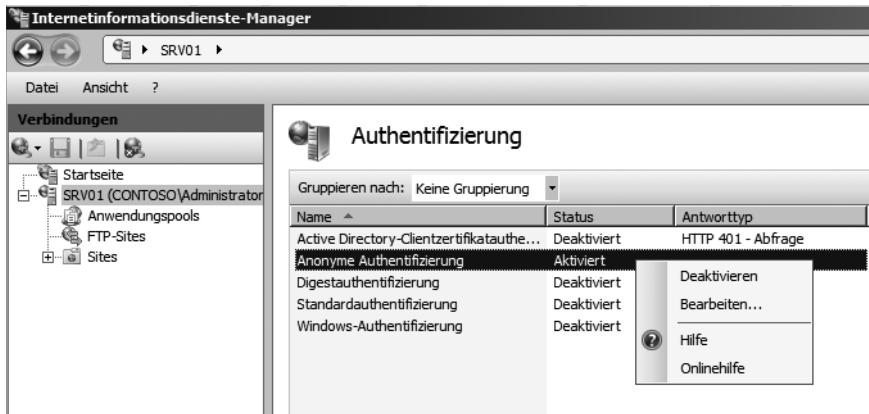 Internetinformationsdienste-Manager
SRV01
Datei Ansicht ?
Verbindungen
Startseite
SRV01 (CONTOSO\Administrator
Anwendungspools
FTP-Sites
Sites
Authentifizierung
Gruppieren nach: Keine Gruppierung
Name Status Antworttyp
Active Directory-Clientzertifikatauthe... Deaktiviert HTTP 401 - Abfrage
Anonyme Authentifizierung Aktiviert
Digestauthentifizierung Deaktiviert
Standardauthentifizierung Deaktiviert
Windows-Authentifizierung Deaktiviert
Deaktivieren
Bearbeiten...
Hilfe
Onlinehilfe